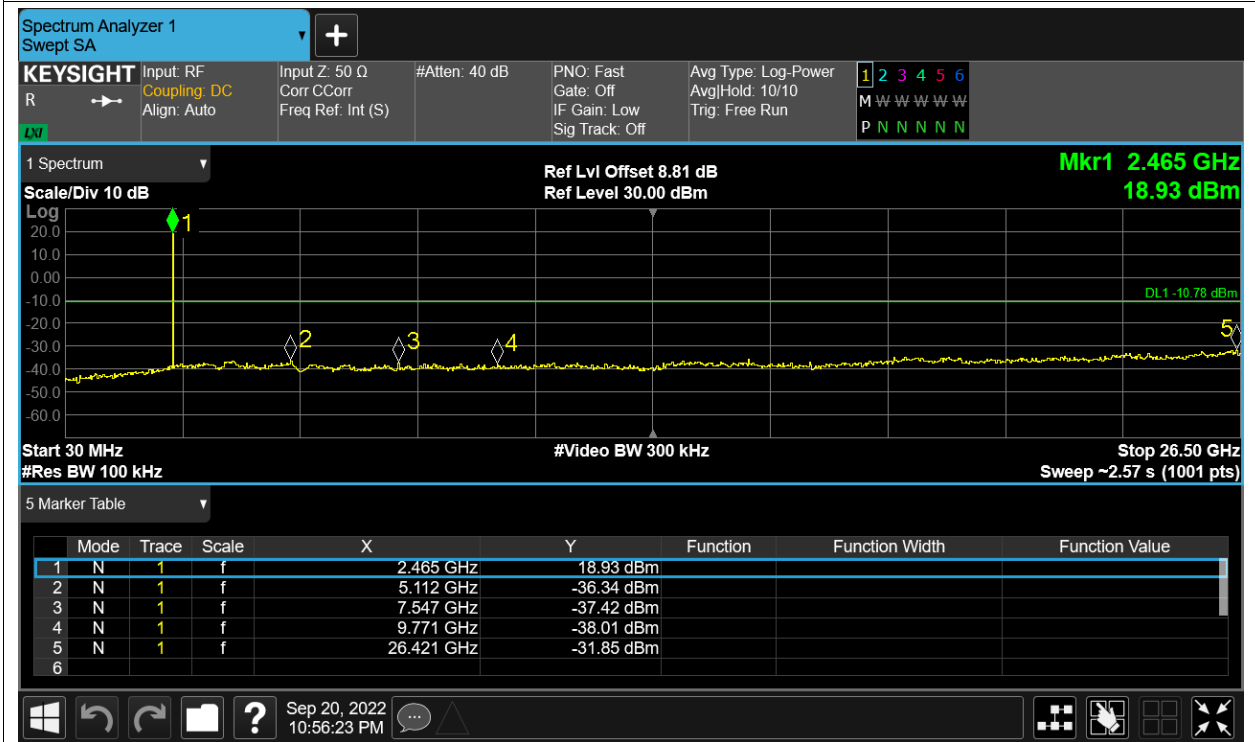 Spectrum Analyzer 1
Swept SA
KEYSIGHT
R
LXI
Input: RF
Coupling: DC
Align: Auto
Input Z: 50 Ω
Corr CCorr
Freq Ref: Int (S)
#Atten: 40 dB
PNO: Fast
Gate: Off
IF Gain: Low
Sig Track: Off
Avg Type: Log-Power
Avg|Hold: 10/10
Trig: Free Run
1 2 3 4 5 6
M W W W W W
P N N N N N
1 Spectrum
Scale/Div 10 dB
Ref Lvl Offset 8.81 dB
Ref Level 30.00 dBm
Mkr1 2.465 GHz
18.93 dBm
Log
20.0
10.0
0.00
-10.0
-20.0
-30.0
-40.0
-50.0
-60.0
1
2
3
4
5
DL1 -10.78 dBm
Start 30 MHz
#Video BW 300 kHz
Stop 26.50 GHz
#Res BW 100 kHz
Sweep ~2.57 s (1001 pts)
5 Marker Table
Mode Trace Scale X Y Function Function Width Function Value
1 N 1 f 2.465 GHz 18.93 dBm
2 N 1 f 5.112 GHz -36.34 dBm
3 N 1 f 7.547 GHz -37.42 dBm
4 N 1 f 9.771 GHz -38.01 dBm
5 N 1 f 26.421 GHz -31.85 dBm
6
?
Sep 20, 2022
10:56:23 PM